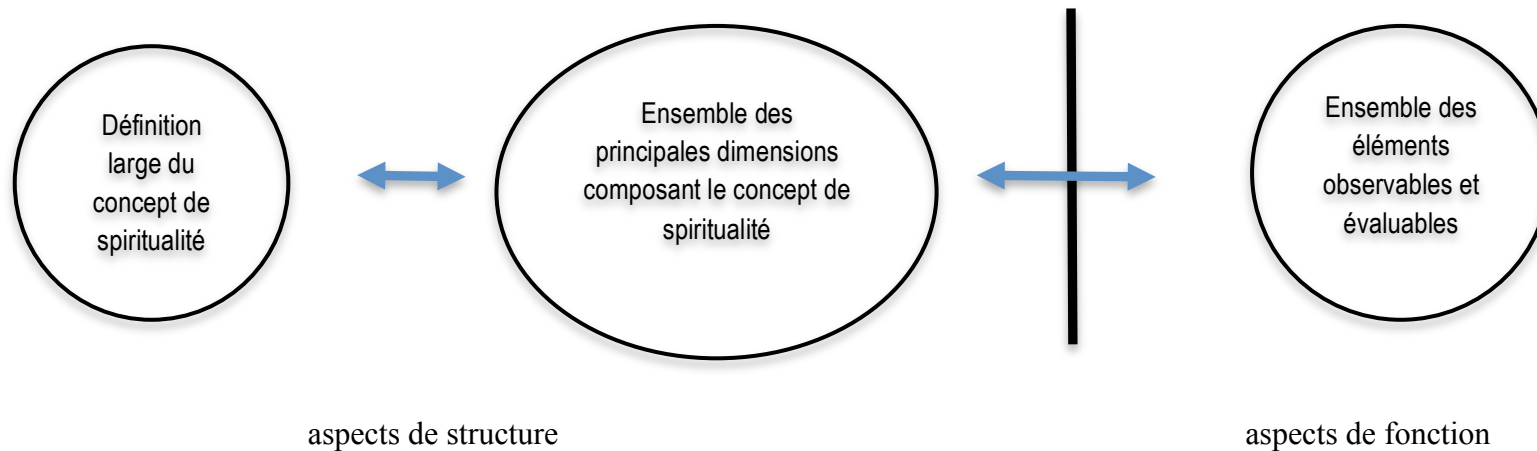 Définition
large du
concept de
spiritualité
Ensemble des
principales dimensions
composant le concept de
spiritualité
Ensemble des
éléments
observables et
évaluables
aspects de structure
aspects de fonction